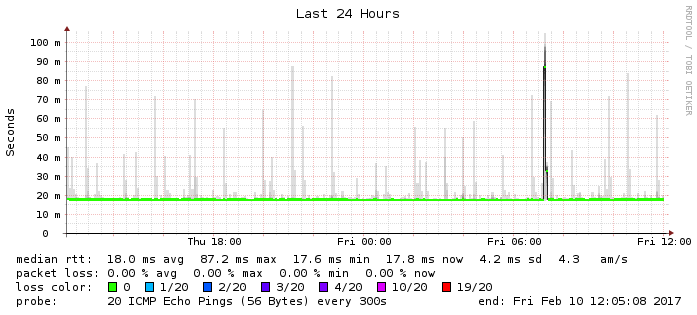 Last 24 Hours
RRDTOOL / TOBI OETIKER
Seconds
100 m
90 m
80 m
70 m
60 m
50 m
40 m
30 m
20 m
10 m
0
Thu 18:00 Fri 00:00 Fri 06:00 Fri 12:00
median rtt: 18.0 ms avg 87.2 ms max 17.6 ms min 17.8 ms now 4.2 ms sd 4.3 am/s
packet loss: 0.00 % avg 0.00 % max 0.00 % min 0.00 % now
loss color: 0 1/20 2/20 3/20 4/20 10/20 19/20
probe: 20 ICMP Echo Pings (56 Bytes) every 300s end: Fri Feb 10 12:05:08 2017